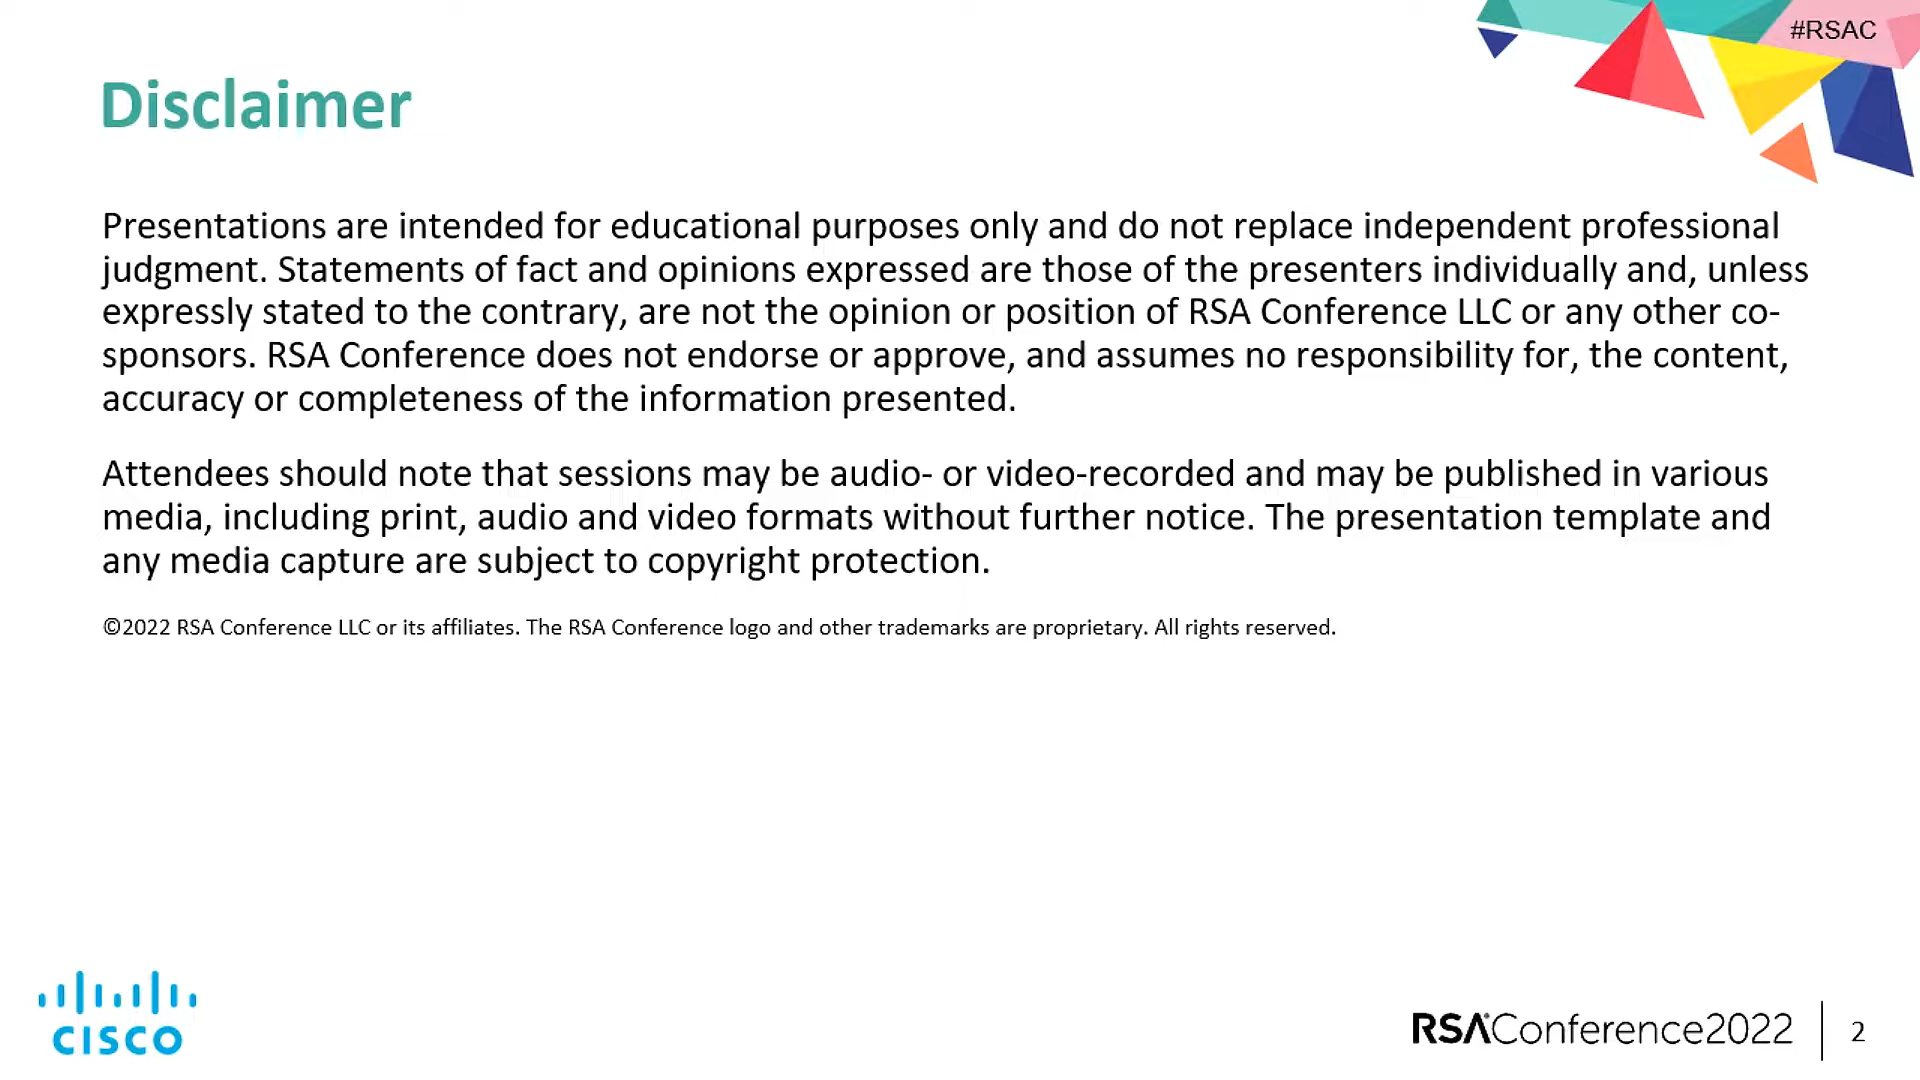 #RSAC
Disclaimer
Presentations are intended for educational purposes only and do not replace independent professional
judgment. Statements of fact and opinions expressed are those of the presenters individually and, unless
expressly stated to the contrary, are not the opinion or position of RSA Conference LLC or any other co-
sponsors. RSA Conference does not endorse or approve, and assumes no responsibility for, the content,
accuracy or completeness of the information presented.
Attendees should note that sessions may be audio- or video-recorded and may be published in various
media, including print, audio and video formats without further notice. The presentation template and
any media capture are subject to copyright protection.
©2022 RSA Conference LLC or its affiliates. The RSA Conference logo and other trademarks are proprietary. All rights reserved.
CISCO
RSAConference2022
2